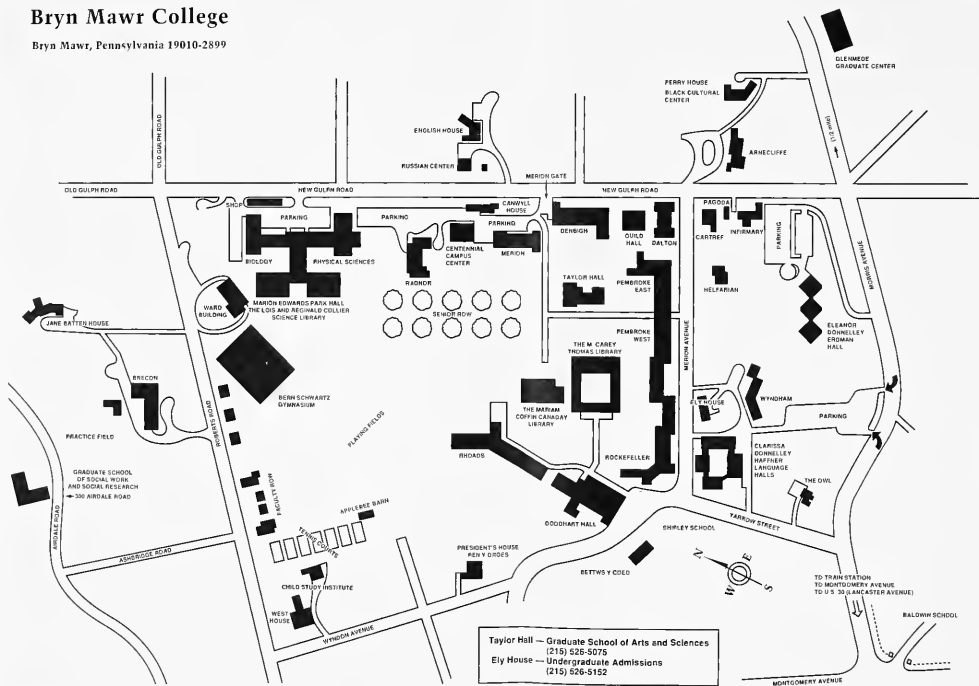 Bryn Mawr College
Bryn Mawr, Pennsylvania 19010-2899
GLENMEDE
GRADUATE CENTER
PERRY HOUSE
BLACK CULTURAL
CENTER
OLD GULPH ROAD
ENGLISH HOUSE
ARNECLIFFE
(1/2 mile)
RUSSIAN CENTER
MERION GATE
OLD GULPH ROAD
NEW GULPH ROAD
NEW GULPH ROAD
SHOP
CANWYLL
HOUSE
PAGODA
PARKING
PARKING
PARKING
DENBIGH
GUILD
HALL
DALTON
CARTREF
INFIRMARY
PARKING
MORRIS AVENUE
BIOLOGY
PHYSICAL SCIENCES
RADNOR
CENTENNIAL
CAMPUS
CENTER
MERION
TAYLOR HALL
PEMBROKE
EAST
HELFARIAN
MARION EDWARDS PARK HALL
THE LOIS AND REGINALD COLLIER
SCIENCE LIBRARY
WARD
BUILDING
SENIOR ROW
JANE BATTEN HOUSE
PEMBROKE
WEST
MERION AVENUE
ELEANOR
DONNELLEY
ERDMAN
HALL
THE M CAREY
THOMAS LIBRARY
BRECON
BERN SCHWARTZ
GYMNASIUM
THE MARIAM
COFFIN CANADAY
LIBRARY
ELY HOUSE
WYNDHAM
PARKING
ROBERTS ROAD
PLAYING FIELDS
PRACTICE FIELD
RHOADS
ROCKEFELLER
CLARISSA
DONNELLEY
HAFFNER
LANGUAGE
HALLS
GRADUATE SCHOOL
OF SOCIAL WORK
AND SOCIAL RESEARCH
300 AIRDALE ROAD
FACULTY ROW
THE OWL
APPLEBEE BARN
GOODHART HALL
YARROW STREET
AIRDALE ROAD
SHIPLEY SCHOOL
ASHBRIDGE ROAD
TENNIS COURTS
PRESIDENT'S HOUSE
PEN Y GROES
BETTWS Y COED
N
E
W
S
CHILD STUDY INSTITUTE
TO TRAIN STATION
TO MONTGOMERY AVENUE
TO U S 30 (LANCASTER AVENUE)
WEST
HOUSE
BALDWIN SCHOOL
WYNDON AVENUE
Taylor Hall — Graduate School of Arts and Sciences
(215) 526-5075
Ely House — Undergraduate Admissions
(215) 526-5152
MONTGOMERY AVENUE